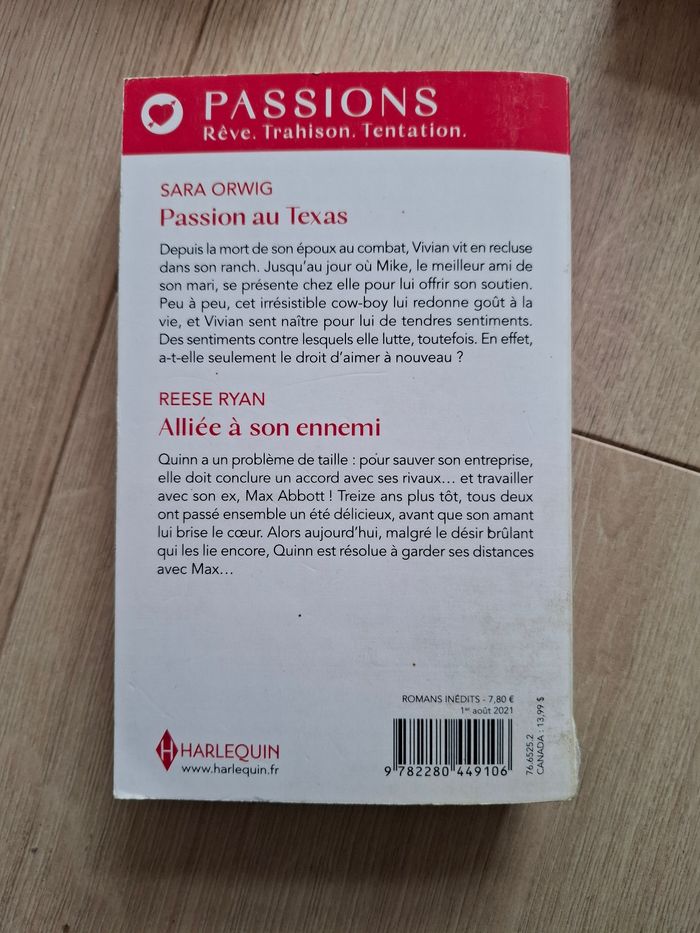 PASSIONS
Rêve. Trahison. Tentation.
SARA ORWIG
Passion au Texas
Depuis la mort de son époux au combat, Vivian vit en recluse
dans son ranch. Jusqu'au jour où Mike, le meilleur ami de
son mari, se présente chez elle pour lui offrir son soutien.
Peu à peu, cet irrésistible cow-boy lui redonne goût à la
vie, et Vivian sent naître pour lui de tendres sentiments.
Des sentiments contre lesquels elle lutte, toutefois. En effet,
a-t-elle seulement le droit d'aimer à nouveau ?
REESE RYAN
Alliée à son ennemi
Quinn a un problème de taille : pour sauver son entreprise,
elle doit conclure un accord avec ses rivaux… et travailler
avec son ex, Max Abbott ! Treize ans plus tôt, tous deux
ont passé ensemble un été délicieux, avant que son amant
lui brise le cœur. Alors aujourd'hui, malgré le désir brûlant
qui les lie encore, Quinn est résolue à garder ses distances
avec Max…
ROMANS INÉDITS - 7,80 €
1er août 2021
HARLEQUIN
www.harlequin.fr
9 782280 449106
76.6525.2
CANADA : 13,99 $